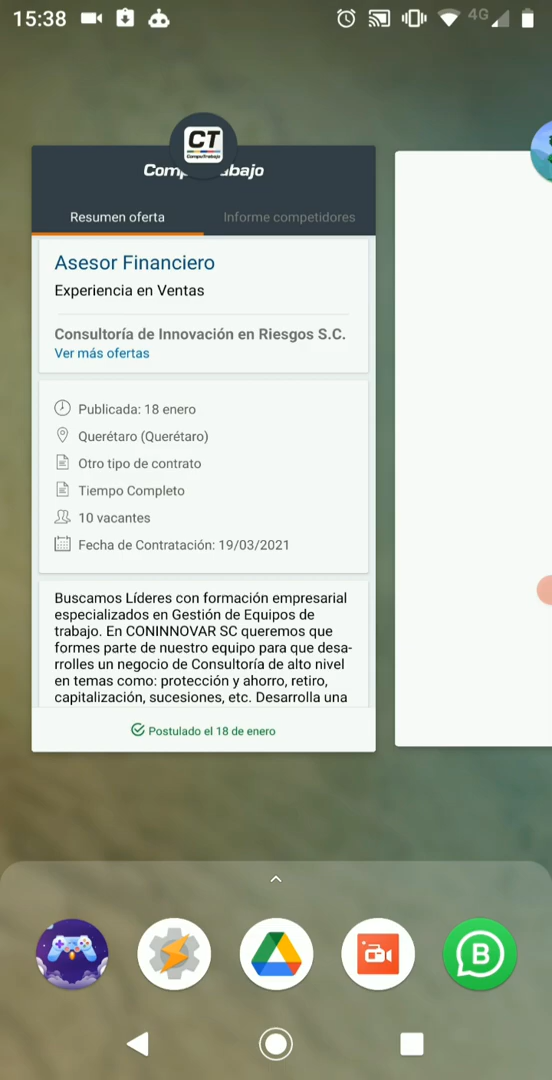 15:38
4G
CT
CompuTrabajo
Comp abajo
Resumen oferta
Informe competidores
Asesor Financiero
Experiencia en Ventas
Consultoría de Innovación en Riesgos S.C.
Ver más ofertas
Publicada: 18 enero
Querétaro (Querétaro)
Otro tipo de contrato
Tiempo Completo
10 vacantes
Fecha de Contratación: 19/03/2021
Buscamos Líderes con formación empresarial
especializados en Gestión de Equipos de
trabajo. En CONINNOVAR SC queremos que
formes parte de nuestro equipo para que desa-
rrolles un negocio de Consultoría de alto nivel
en temas como: protección y ahorro, retiro,
capitalización, sucesiones, etc. Desarrolla una
Postulado el 18 de enero
B